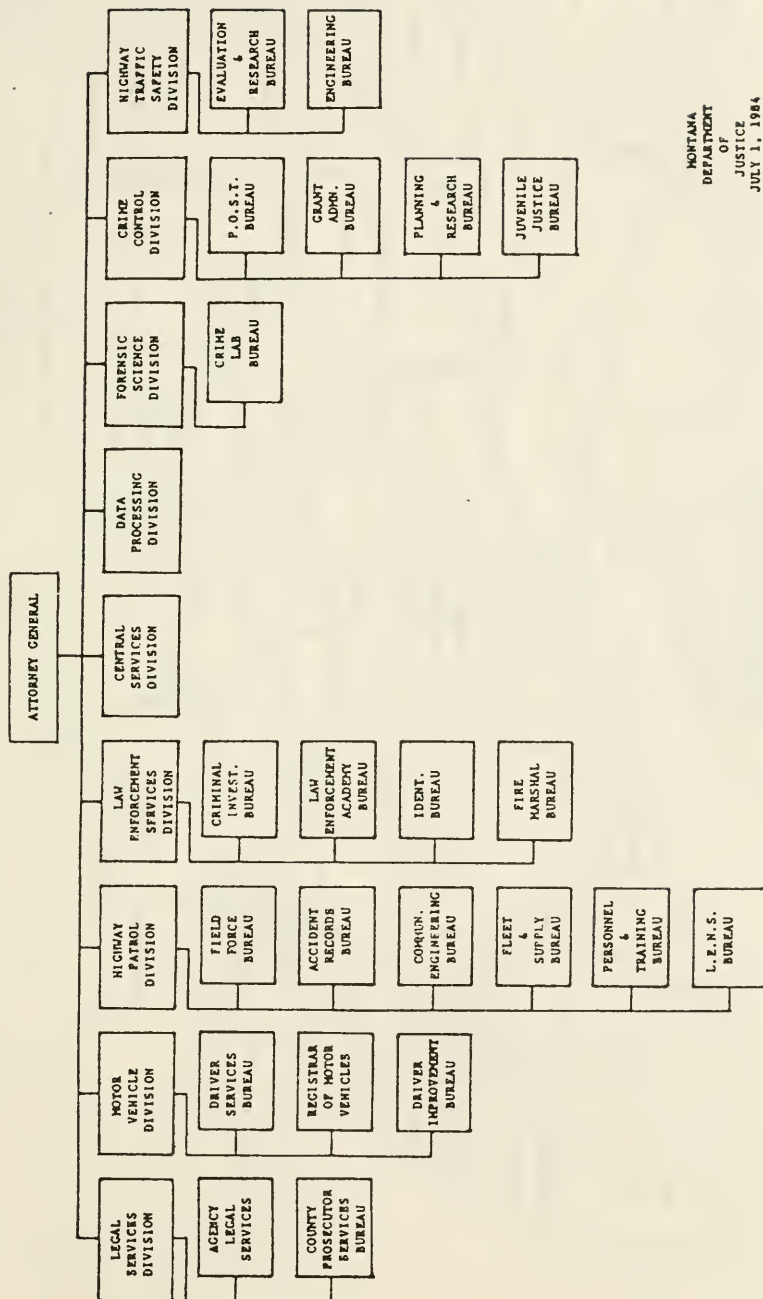 ATTORNEY GENERAL
LEGAL
SERVICES
DIVISION
AGENCY
LEGAL
SERVICES
COUNTY
PROSECUTOR
SERVICES
BUREAU
MOTOR
VEHICLE
DIVISION
DRIVER
SERVICES
BUREAU
REGISTRAR
OF MOTOR
VEHICLES
DRIVER
IMPROVEMENT
BUREAU
HIGHWAY
PATROL
DIVISION
FIELD
FORCE
BUREAU
ACCIDENT
RECORDS
BUREAU
COMMUN.
ENGINEERING
BUREAU
FLEET
&
SUPPLY
BUREAU
PERSONNEL
&
TRAINING
BUREAU
L.E.N.S.
BUREAU
LAW
ENFORCEMENT
SERVICES
DIVISION
CRIMINAL
INVEST.
BUREAU
LAW
ENFORCEMENT
ACADEMY
BUREAU
IDENT.
BUREAU
FIRE
MARSHAL
BUREAU
CENTRAL
SERVICES
DIVISION
DATA
PROCESSING
DIVISION
FORENSIC
SCIENCE
DIVISION
CRIME
LAB
BUREAU
CRIME
CONTROL
DIVISION
P.O.S.T.
BUREAU
GRANT
ADMN.
BUREAU
PLANNING
&
RESEARCH
BUREAU
JUVENILE
JUSTICE
BUREAU
HIGHWAY
TRAFFIC
SAFETY
DIVISION
EVALUATION
&
RESEARCH
BUREAU
ENGINEERING
BUREAU
MONTANA
DEPARTMENT
OF
JUSTICE
JULY 1, 1984